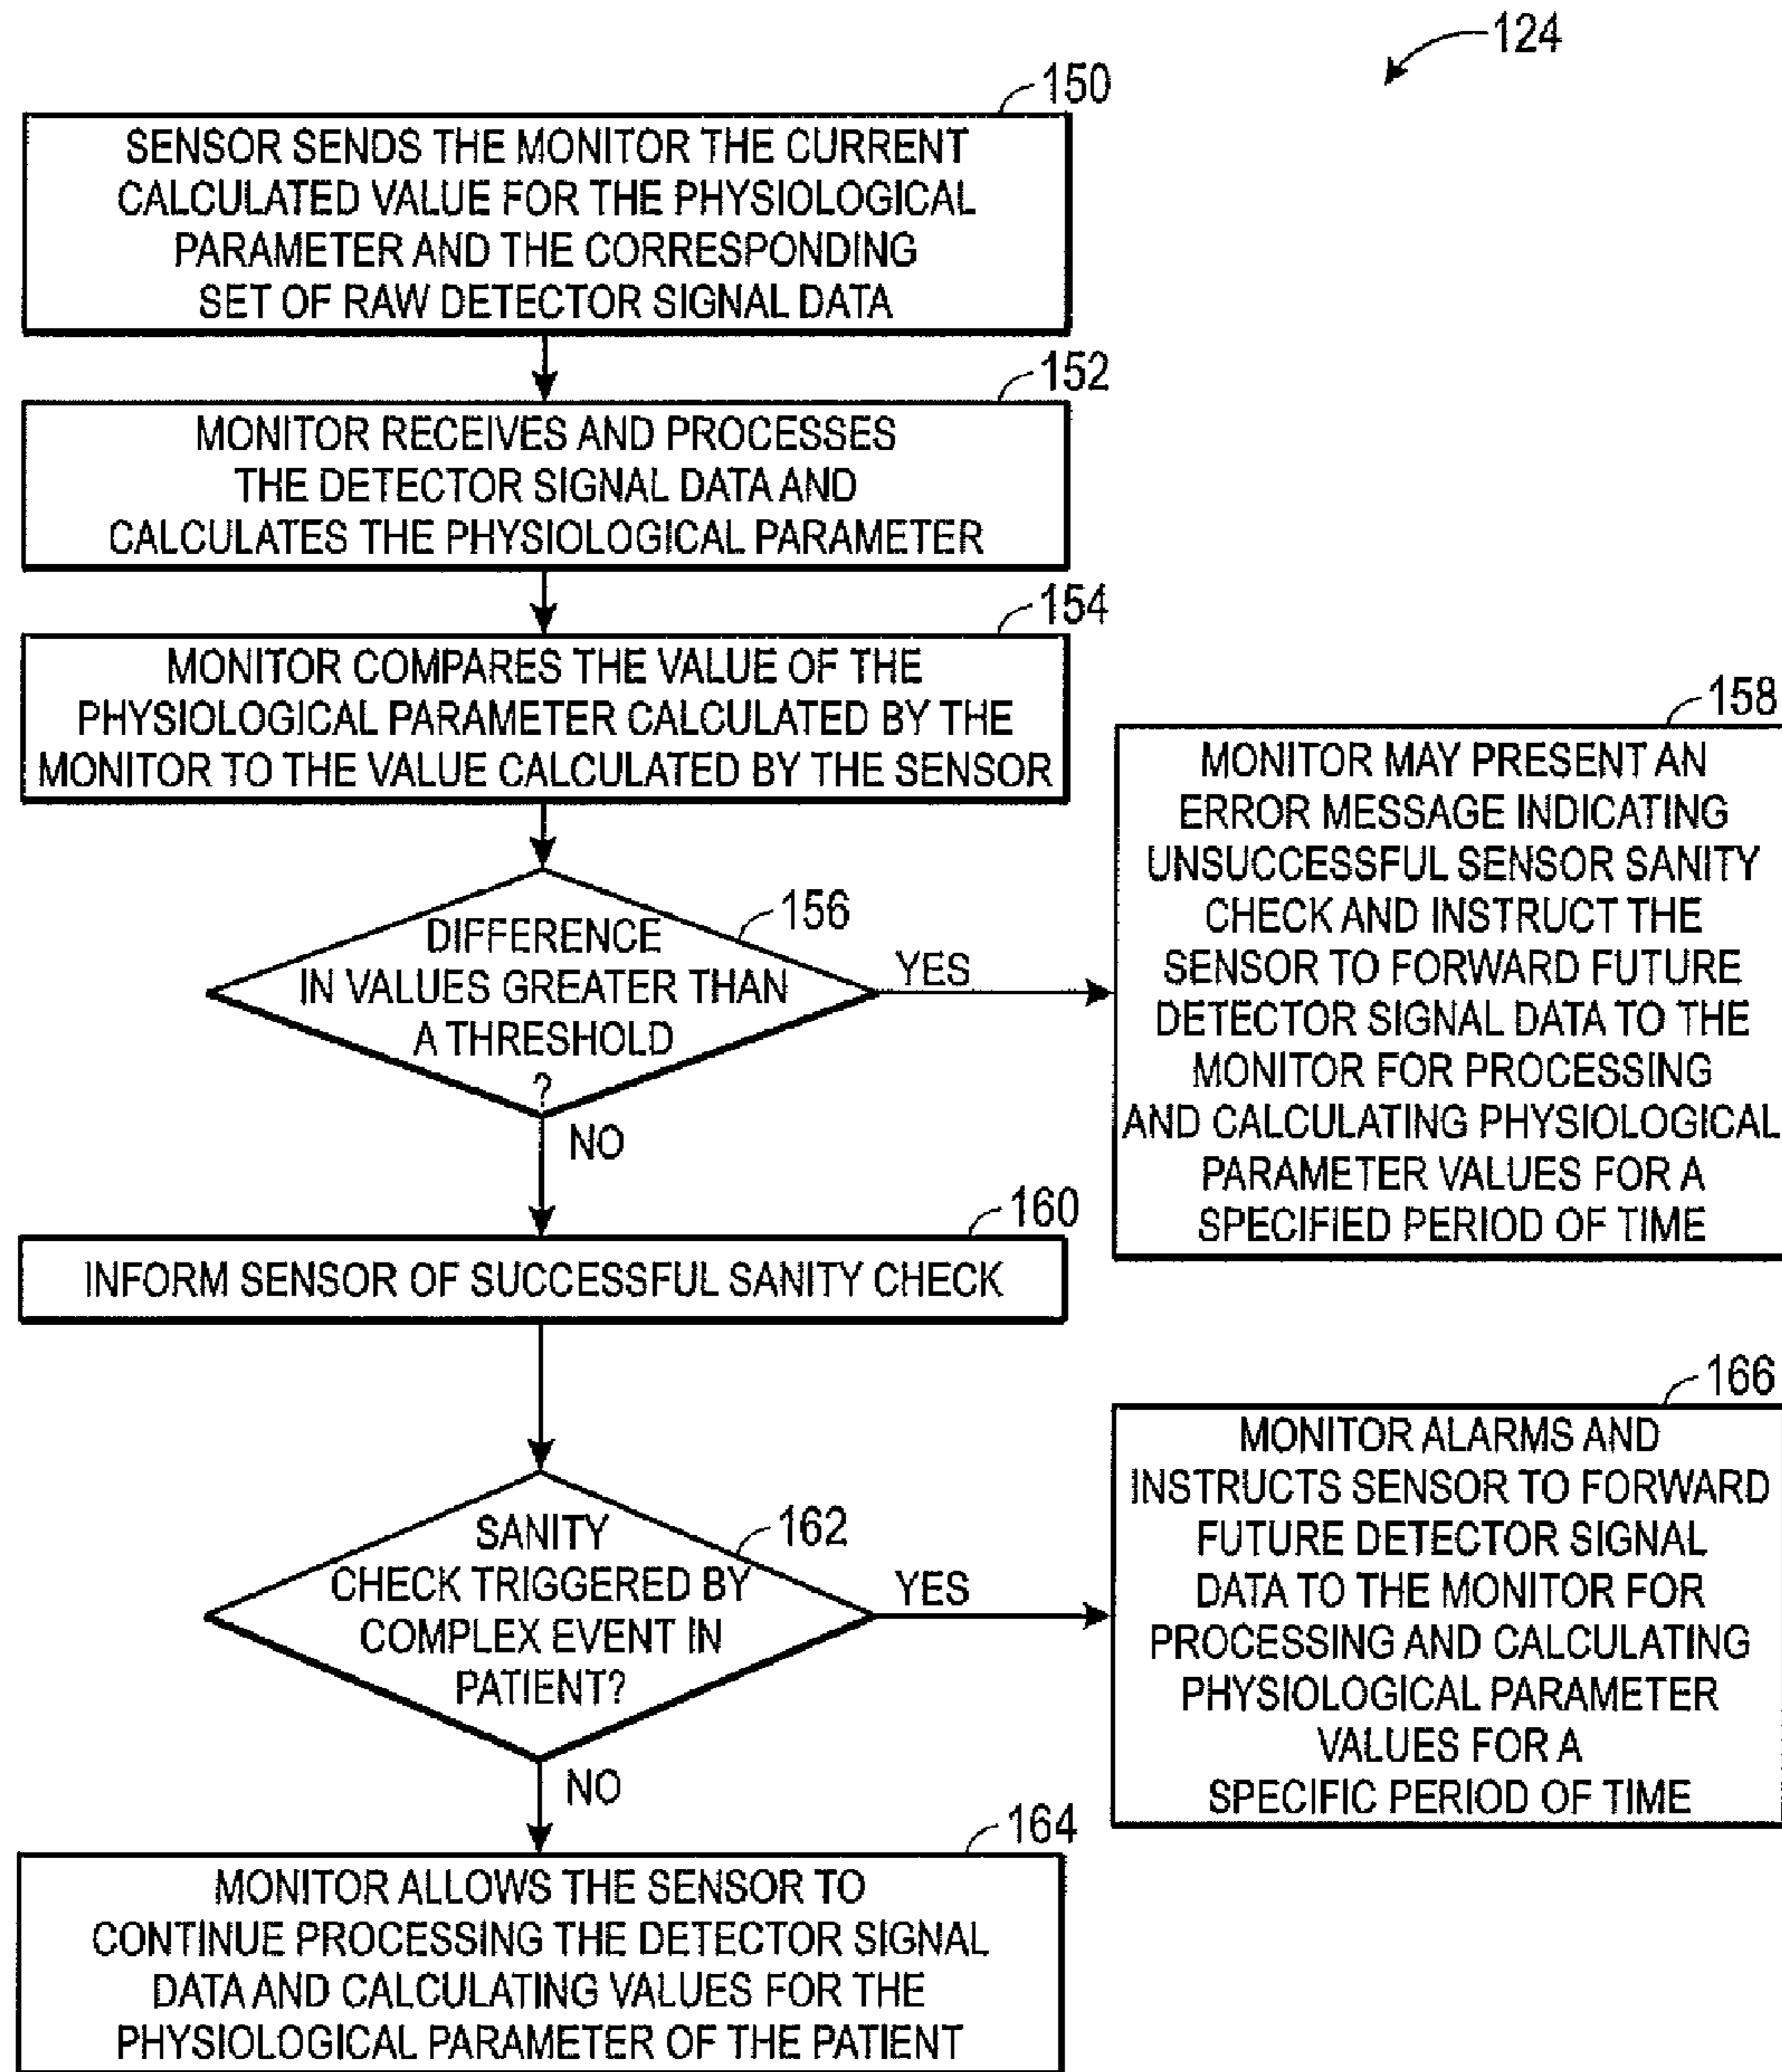 124
150
SENSOR SENDS THE MONITOR THE CURRENT
CALCULATED VALUE FOR THE PHYSIOLOGICAL
PARAMETER AND THE CORRESPONDING
SET OF RAW DETECTOR SIGNAL DATA
152
MONITOR RECEIVES AND PROCESSES
THE DETECTOR SIGNAL DATA AND
CALCULATES THE PHYSIOLOGICAL PARAMETER
154
MONITOR COMPARES THE VALUE OF THE
PHYSIOLOGICAL PARAMETER CALCULATED BY THE
MONITOR TO THE VALUE CALCULATED BY THE SENSOR
156
DIFFERENCE
IN VALUES GREATER THAN
A THRESHOLD
?
YES
NO
158
MONITOR MAY PRESENT AN
ERROR MESSAGE INDICATING
UNSUCCESSFUL SENSOR SANITY
CHECK AND INSTRUCT THE
SENSOR TO FORWARD FUTURE
DETECTOR SIGNAL DATA TO THE
MONITOR FOR PROCESSING
AND CALCULATING PHYSIOLOGICAL
PARAMETER VALUES FOR A
SPECIFIED PERIOD OF TIME
160
INFORM SENSOR OF SUCCESSFUL SANITY CHECK
162
SANITY
CHECK TRIGGERED BY
COMPLEX EVENT IN
PATIENT?
YES
NO
166
MONITOR ALARMS AND
INSTRUCTS SENSOR TO FORWARD
FUTURE DETECTOR SIGNAL
DATA TO THE MONITOR FOR
PROCESSING AND CALCULATING
PHYSIOLOGICAL PARAMETER
VALUES FOR A
SPECIFIC PERIOD OF TIME
164
MONITOR ALLOWS THE SENSOR TO
CONTINUE PROCESSING THE DETECTOR SIGNAL
DATA AND CALCULATING VALUES FOR THE
PHYSIOLOGICAL PARAMETER OF THE PATIENT